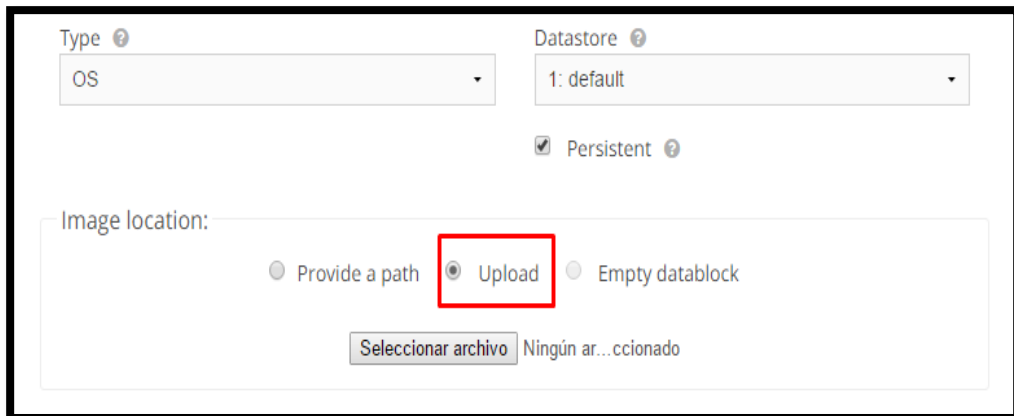 Type ? Datastore ?
OS 1: default
Persistent ?
Image location:
Provide a path Upload Empty datablock
Seleccionar archivo Ningún ar...ccionado